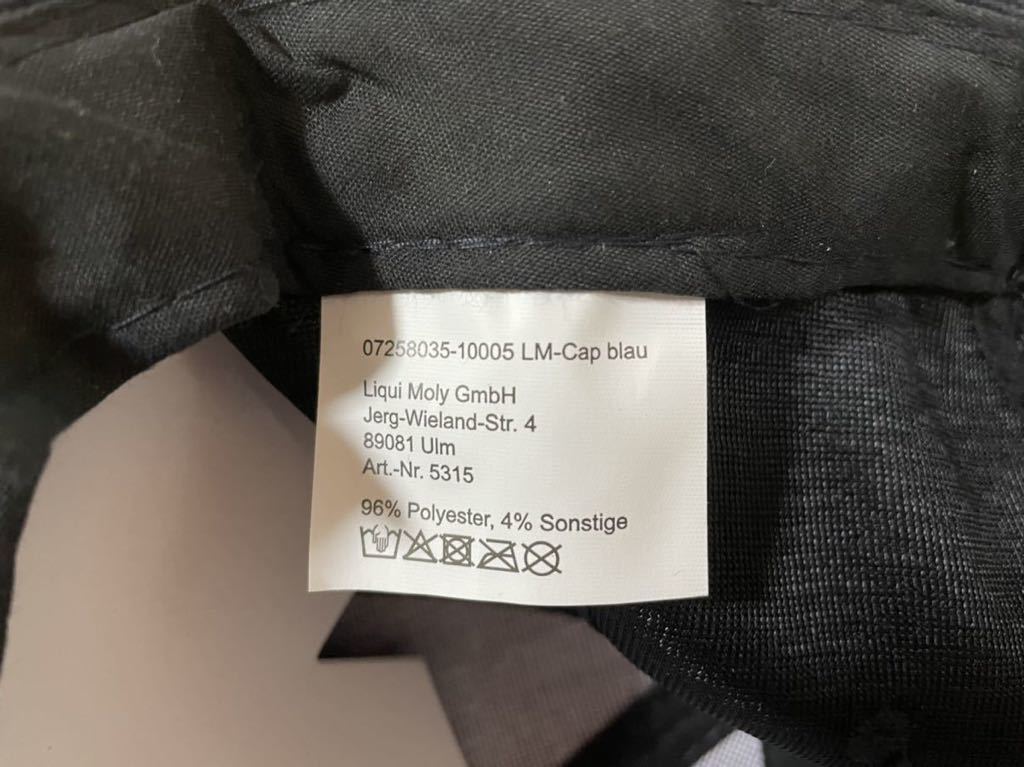 07258035-10005 LM-Cap blau
Liqui Moly GmbH
Jerg-Wieland-Str. 4
89081 Ulm
Art.-Nr. 5315
96% Polyester, 4% Sonstige